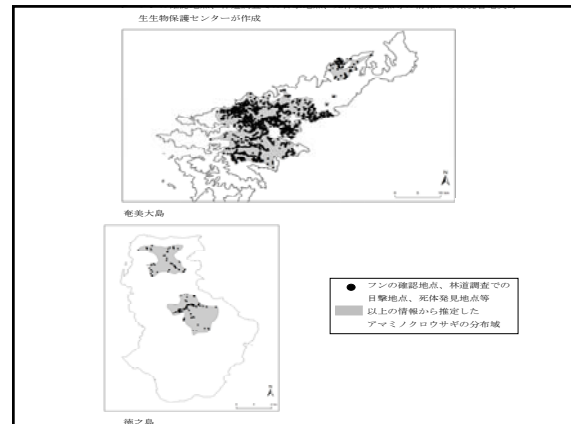 生生物保護センターが作成
奄美大島
徳之島
● フンの確認地点、林道調査での
目撃地点、死体発見地点等
以上の情報から推定した
アマミノクロウサギの分布域